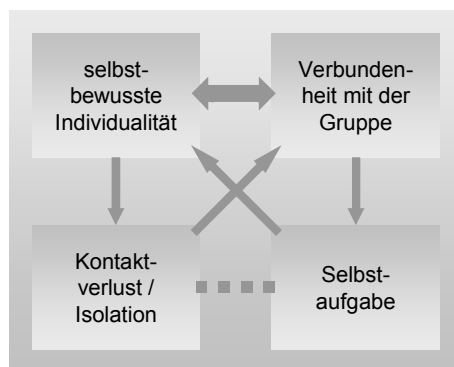 selbst-
bewusste
Individualität
Verbunden-
heit mit der
Gruppe
Kontakt-
verlust /
Isolation
Selbst-
aufgabe